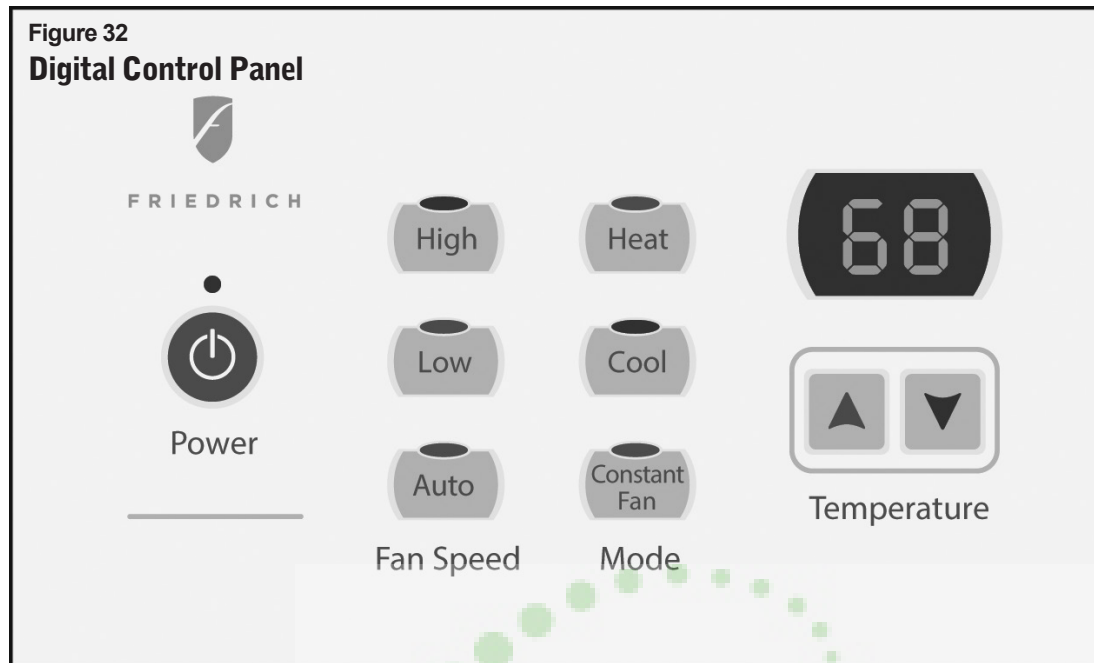 Figure 32
Digital Control Panel
FRIEDRICH
Power
High
Low
Auto
Fan Speed
Heat
Cool
Constant
Fan
Mode
68
Temperature